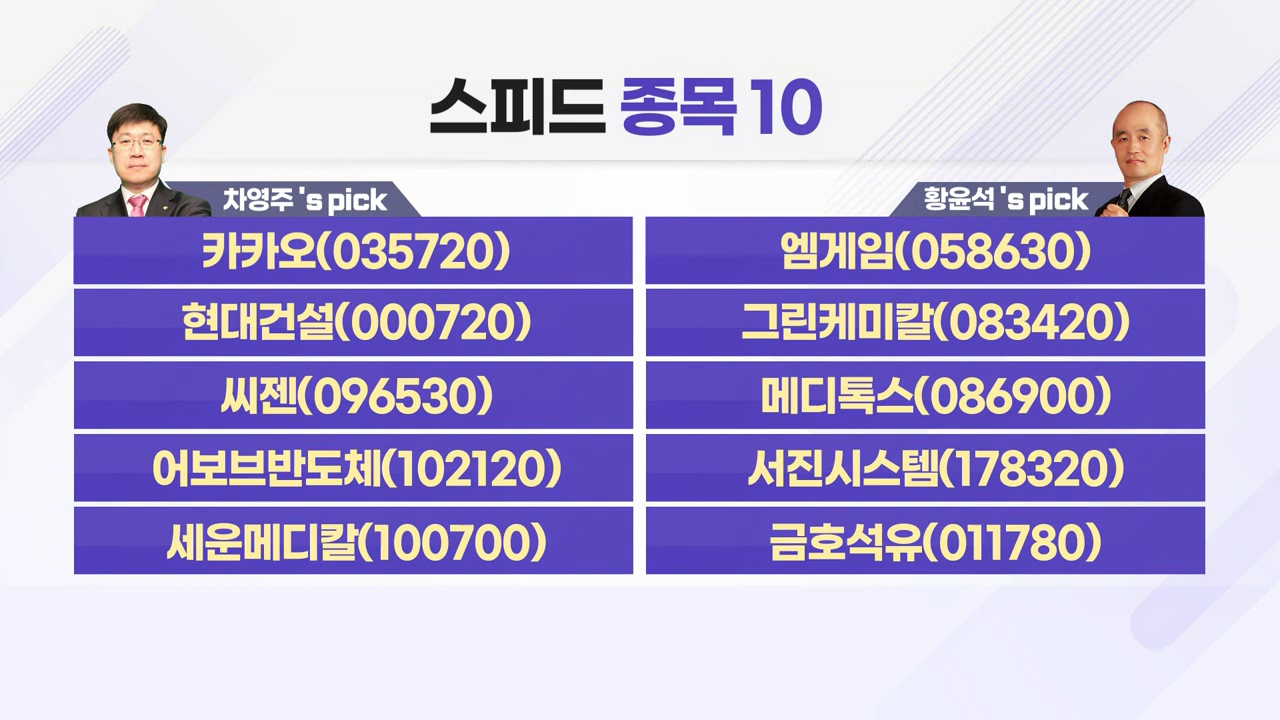 스피드 종목 10
차영주 's pick
카카오(035720)
현대건설(000720)
씨젠(096530)
어보브반도체(102120)
세운메디칼(100700)
황윤석 's pick
엠게임(058630)
그린케미칼(083420)
메디톡스(086900)
서진시스템(178320)
금호석유(011780)